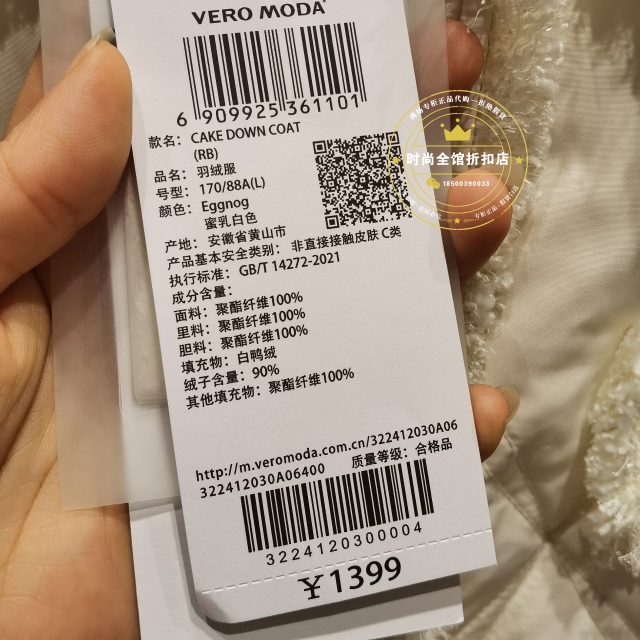 VERO MODA
6 909925 361101
款名: CAKE DOWN COAT
(RB)
品名: 羽绒服
号型: 170/88A(L)
颜色: Eggnog
蜜乳白色
产地: 安徽省黄山市
产品基本安全类别: 非直接接触皮肤 C类
执行标准: GB/T 14272-2021
成分含量:
面料: 聚酯纤维100%
里料: 聚酯纤维100%
胆料: 聚酯纤维100%
填充物: 白鸭绒
绒子含量: 90%
其他填充物: 聚酯纤维100%
http://m.veromoda.com.cn/322412030A06
322412030A06400 质量等级: 合格品
3224120300004
¥1399
时尚全馆折扣店
18500390033